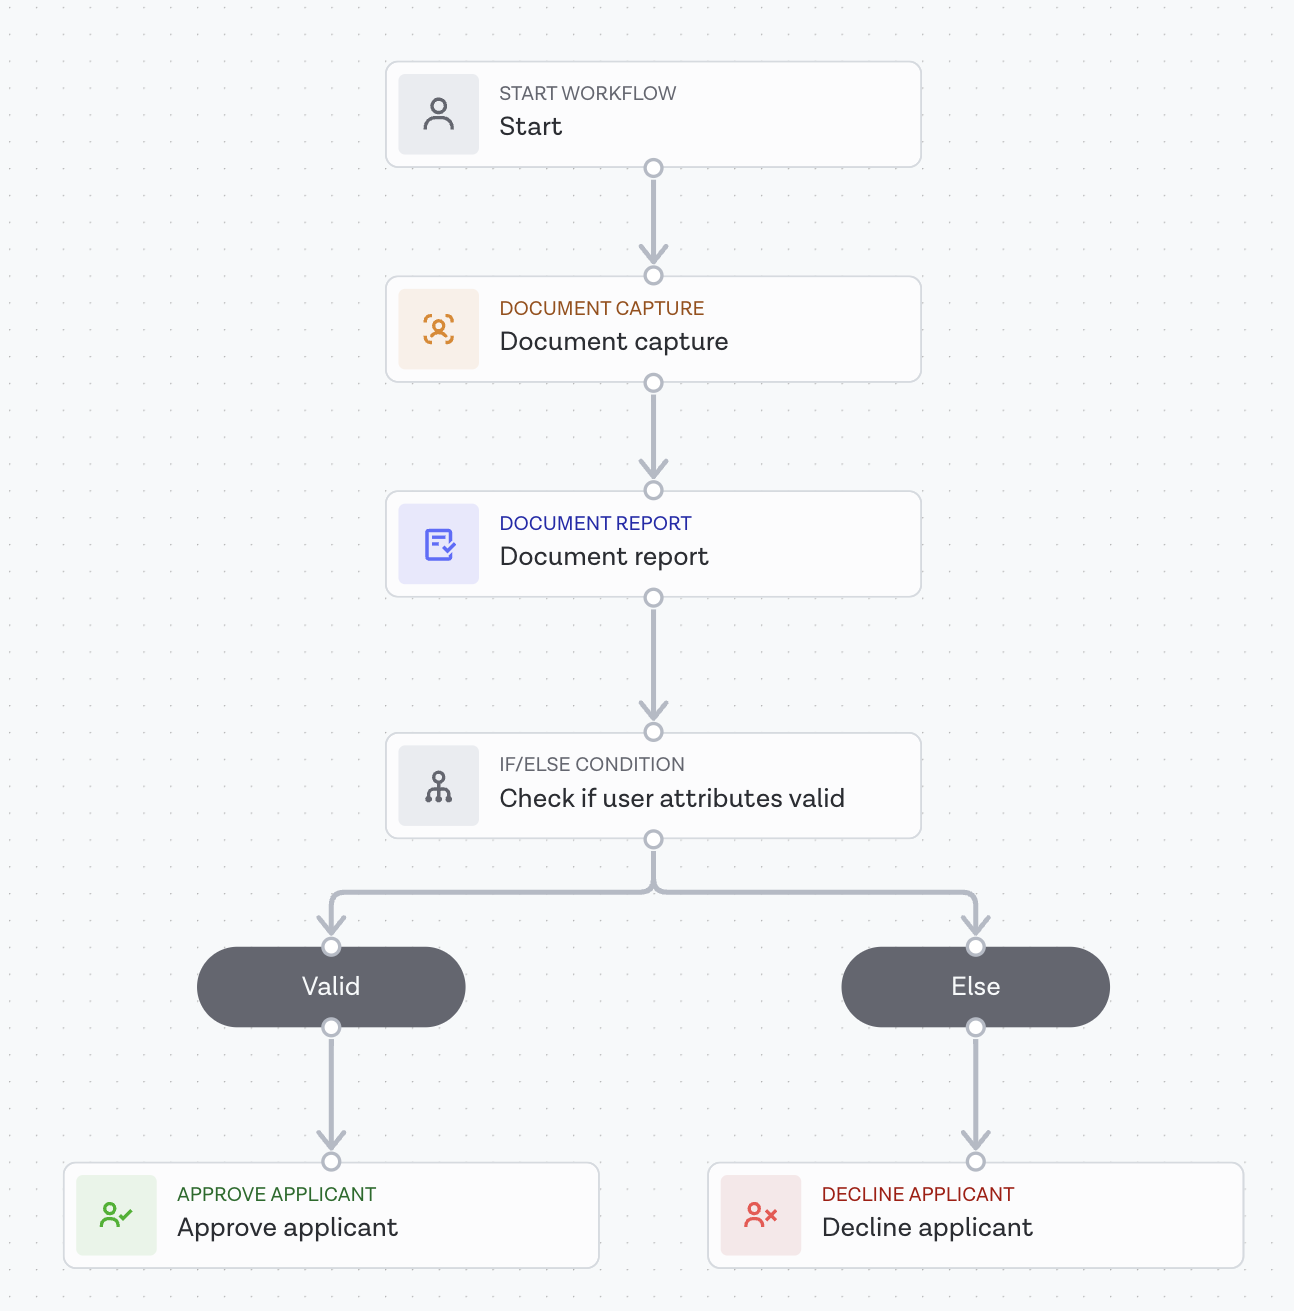 START WORKFLOW
Start
DOCUMENT CAPTURE
Document capture
DOCUMENT REPORT
Document report
IF/ELSE CONDITION
Check if user attributes valid
Valid
Else
APPROVE APPLICANT
Approve applicant
DECLINE APPLICANT
Decline applicant